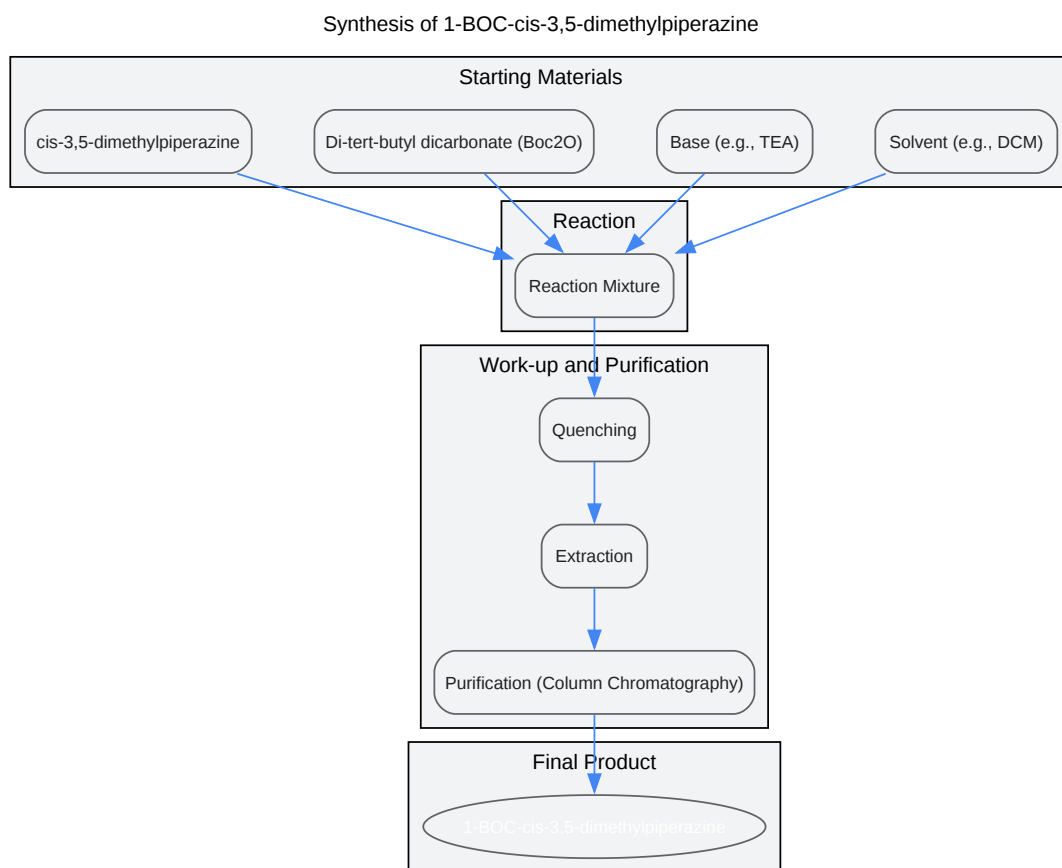 Synthesis of 1-BOC-cis-3,5-dimethylpiperazine
Starting Materials
cis-3,5-dimethylpiperazine
Di-tert-butyl dicarbonate (Boc2O)
Base (e.g., TEA)
Solvent (e.g., DCM)
Reaction
Reaction Mixture
Work-up and Purification
Quenching
Extraction
Purification (Column Chromatography)
Final Product
1-BOC-cis-3,5-dimethylpiperazine